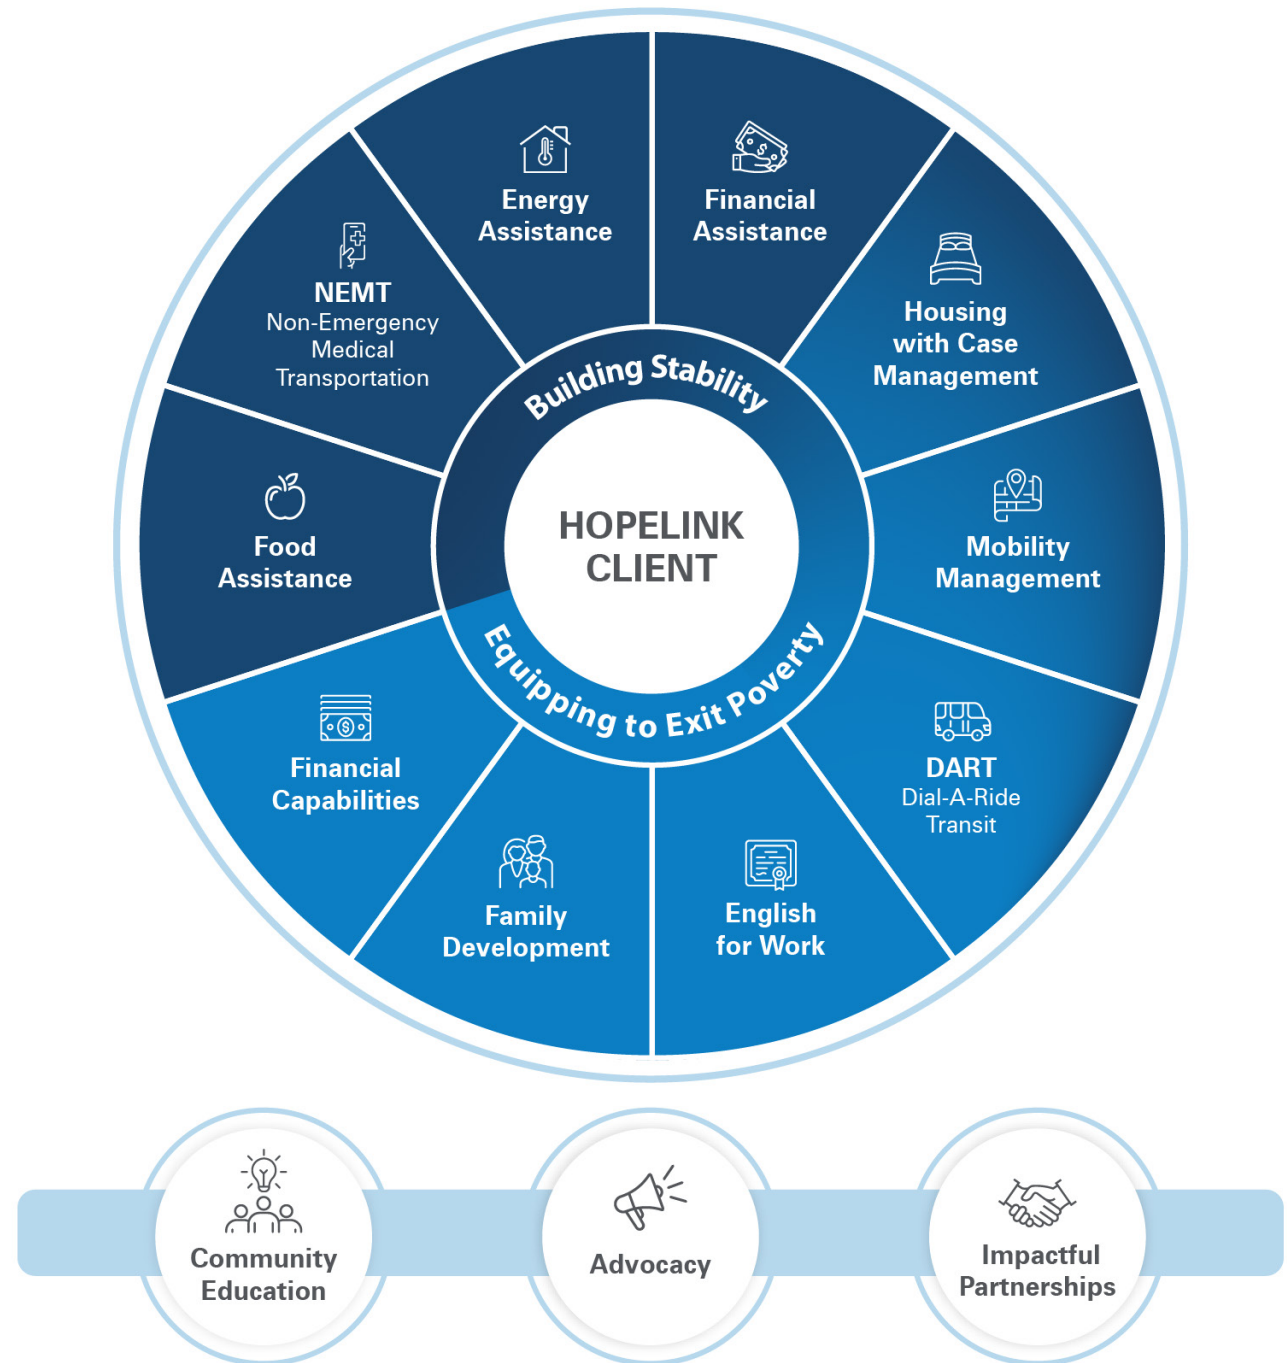 Energy
Assistance
Financial
Assistance
NEMT
Non-Emergency
Medical
Transportation
Housing
with Case
Management
Building Stability
Food
Assistance
HOPELINK
CLIENT
Mobility
Management
Equipping to Exit Poverty
Financial
Capabilities
DART
Dial-A-Ride
Transit
Family
Development
English
for Work
Community
Education
Advocacy
Impactful
Partnerships